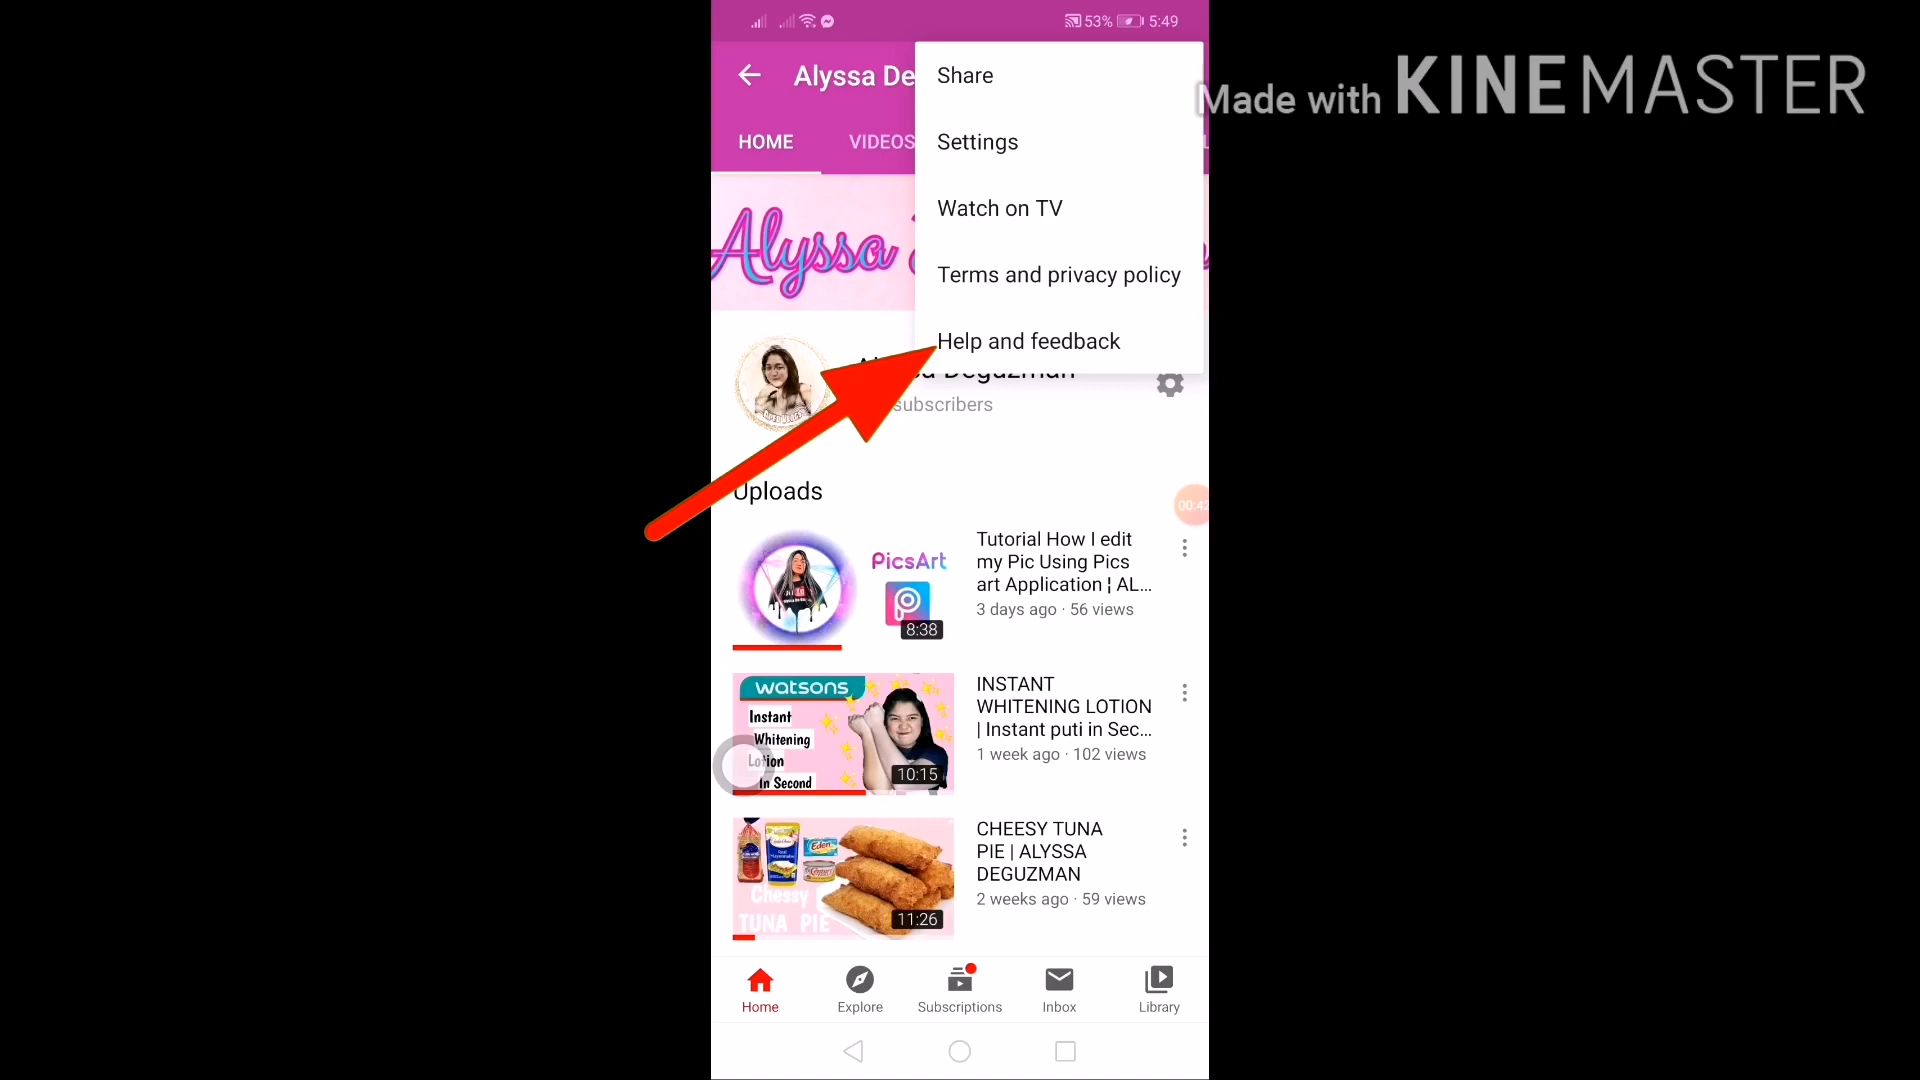 53% 5:49
Made with KINEMASTER
Alyssa De
HOME VIDEOS
Share
Settings
Watch on TV
Terms and privacy policy
Help and feedback
Alyssa
Deguzman
subscribers
Uploads
00:42
PicsArt
8:38
Tutorial How I edit
my Pic Using Pics
art Application ¦ AL...
3 days ago · 56 views
watsons
Instant
Whitening
Lotion
In Second
10:15
INSTANT
WHITENING LOTION
| Instant puti in Sec...
1 week ago · 102 views
Eden
Chessy
TUNA PIE
11:26
CHEESY TUNA
PIE | ALYSSA
DEGUZMAN
2 weeks ago · 59 views
Home Explore Subscriptions Inbox Library